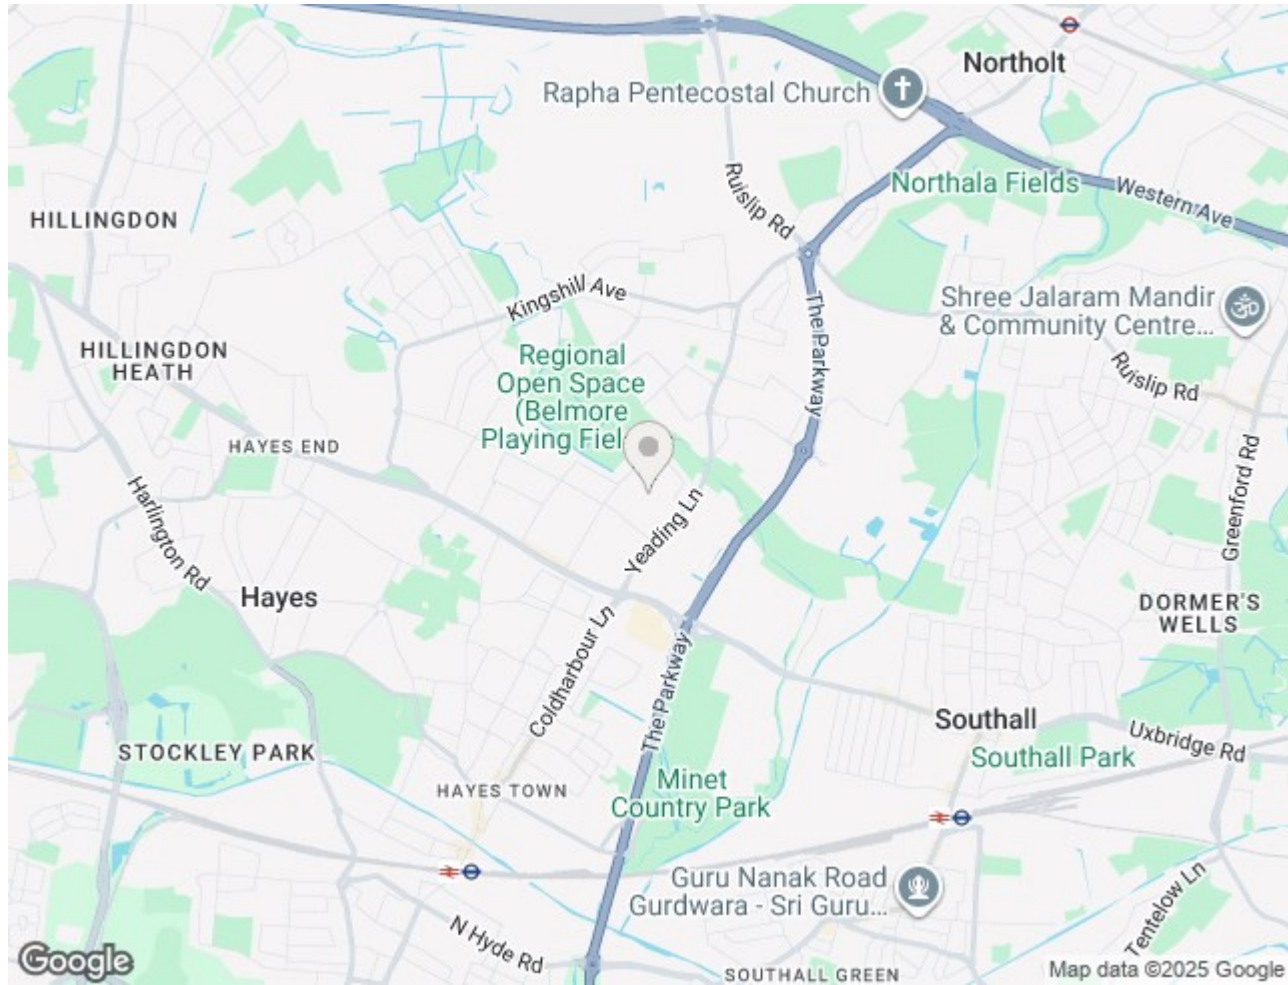 Northolt
Rapha Pentecostal Church
Ruislip Rd
Northala Fields
Western Ave
HILLINGDON
Kingshill Ave
The Parkway
Shree Jalaram Mandir
& Community Centre...
HILLINGDON
HEATH
Regional
Open Space
(Belmore
Playing Fiel
Ruislip Rd
HAYES END
Harlington Rd
Yeading Ln
Greenford Rd
Hayes
DORMER'S
WELLS
Coldharbour Ln
The Parkway
Southall
Uxbridge Rd
STOCKLEY PARK
Southall Park
HAYES TOWN
Minet
Country Park
Guru Nanak Road
Gurdwara - Sri Guru...
Tentelow Ln
N Hyde Rd
Google
SOUTHALL GREEN
Map data ©2025 Google